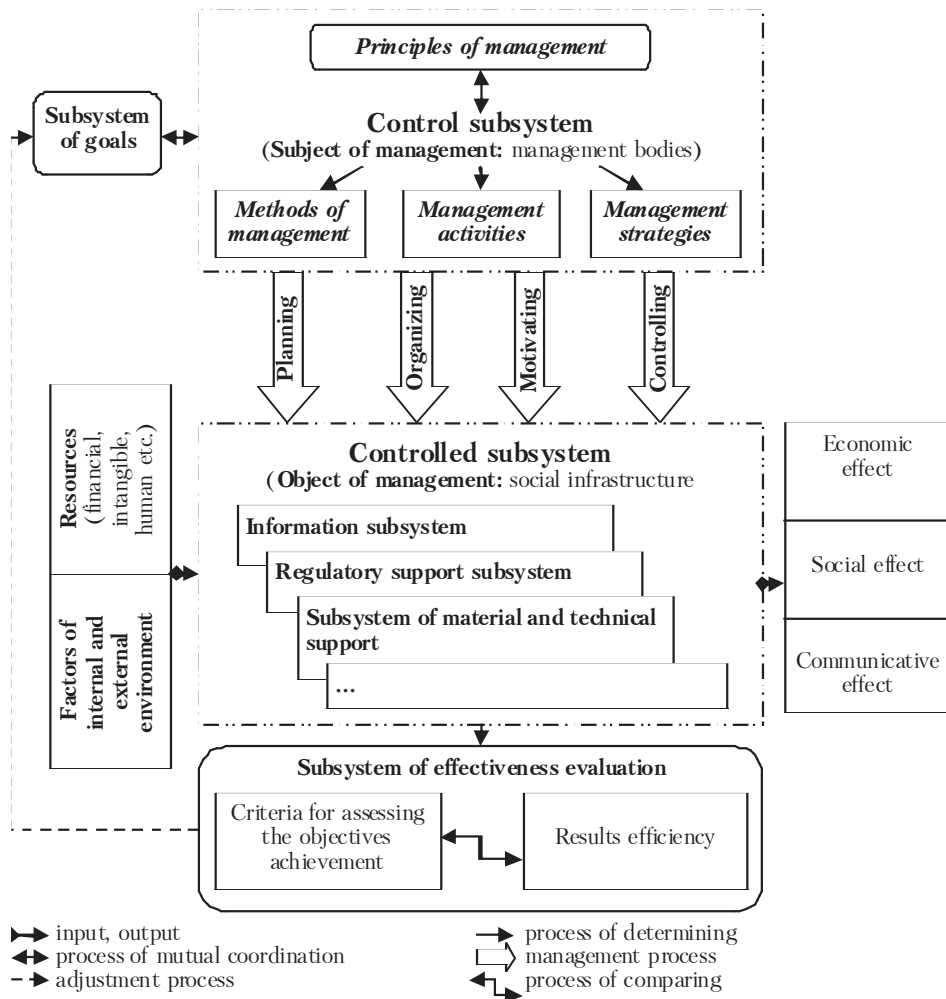 Principles of management
Subsystem
of goals
Control subsystem
(Subject of management: management bodies)
Methods of
management
Management
activities
Management
strategies
Planning
Organizing
Motivating
Controlling
Resources
(financial,
intangible,
human etc.)
Factors of
internal and
external
environment
Controlled subsystem
(Object of management: social infrastructure
Information subsystem
Regulatory support subsystem
Subsystem of material and technical
support
...
Economic
effect
Social effect
Communicative
effect
Subsystem of effectiveness evaluation
Criteria for assessing
the objectives
achievement
Results efficiency
input, output
process of mutual coordination
adjustment process
process of determining
management process
process of comparing